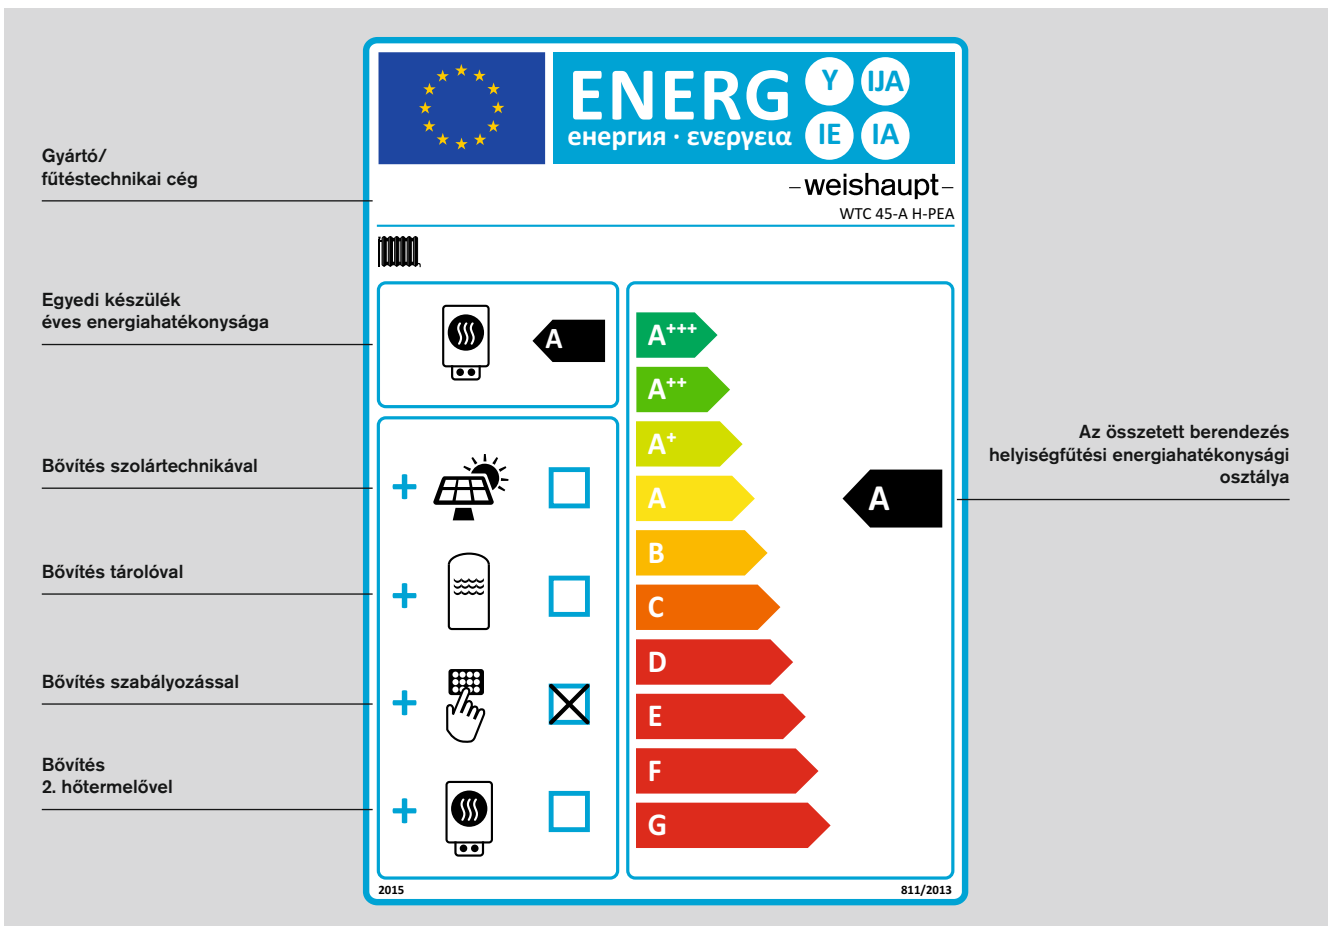 ENERG
Y IJA
IE IA
енергия · ενεργεια
Gyártó/
fűtéstechnikai cég
–weishaupt–
WTC 45-A H-PEA
Egyedi készülék
éves energiahatékonysága
A
A+++
A++
A+
A
B
C
D
E
F
G
A
Az összetett berendezés
helyiségfűtési energiahatékonysági
osztálya
Bővítés szolártechnikával
+
Bővítés tárolóval
+
Bővítés szabályozással
+
Bővítés
2. hőtermelővel
+
2015
811/2013